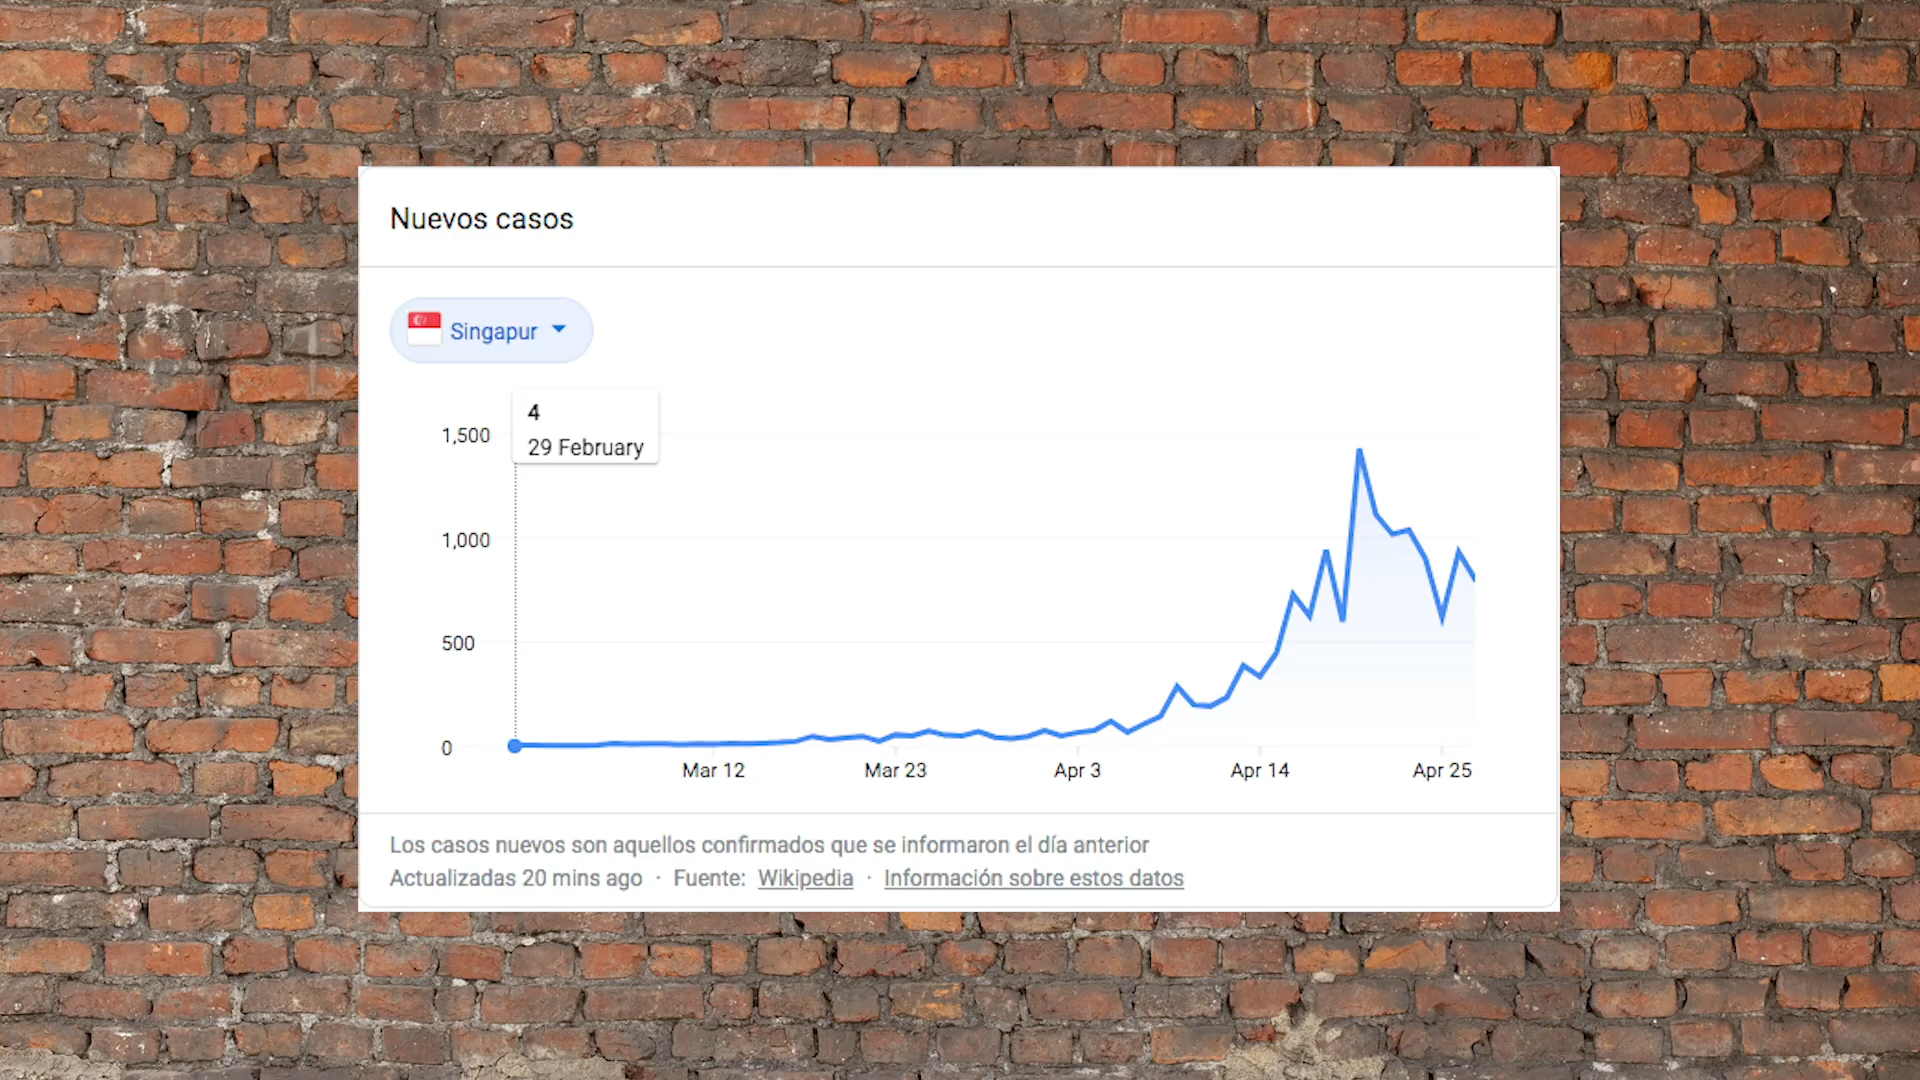 Nuevos casos
Singapur
4
29 February
1,500
1,000
500
0
Mar 12 Mar 23 Apr 3 Apr 14 Apr 25
Los casos nuevos son aquellos confirmados que se informaron el día anterior
Actualizadas 20 mins ago · Fuente: Wikipedia · Información sobre estos datos